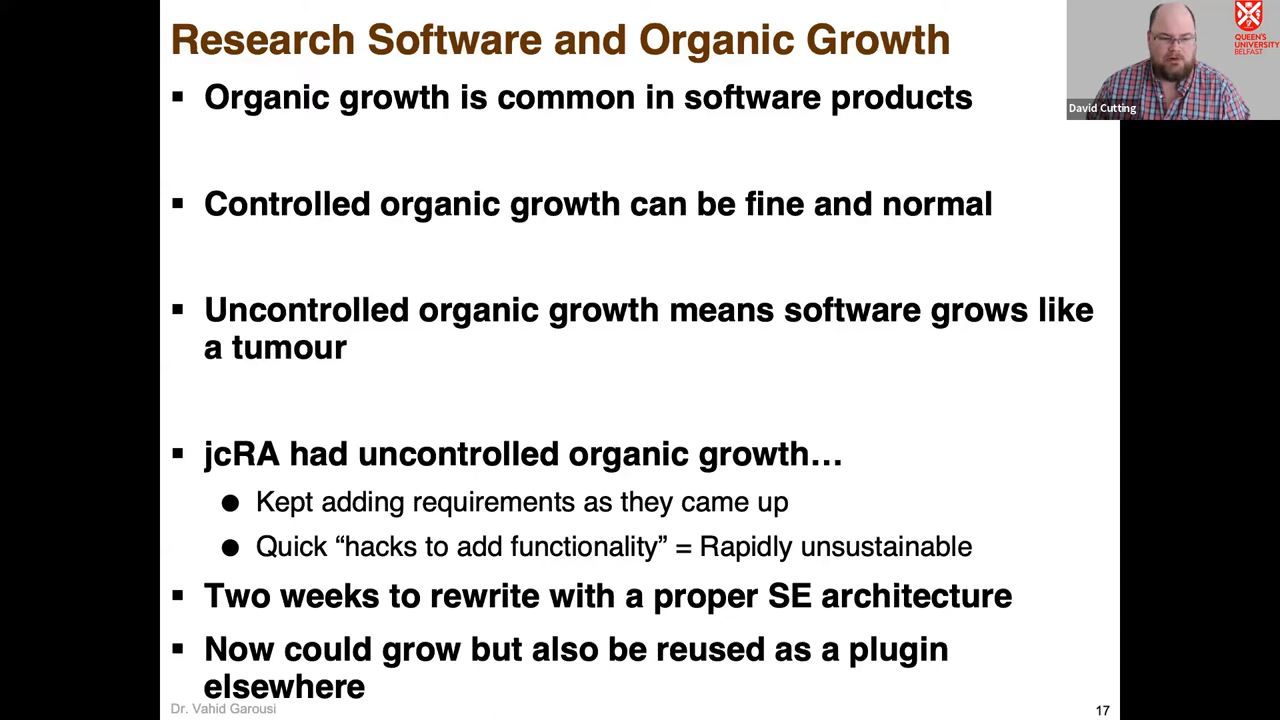 Research Software and Organic Growth
QUEEN'S
UNIVERSITY
BELFAST
David Cutting
▪ Organic growth is common in software products
▪ Controlled organic growth can be fine and normal
▪ Uncontrolled organic growth means software grows like
a tumour
▪ jcRA had uncontrolled organic growth…
● Kept adding requirements as they came up
● Quick “hacks to add functionality” = Rapidly unsustainable
▪ Two weeks to rewrite with a proper SE architecture
▪ Now could grow but also be reused as a plugin
elsewhere
Dr. Vahid Garousi
17